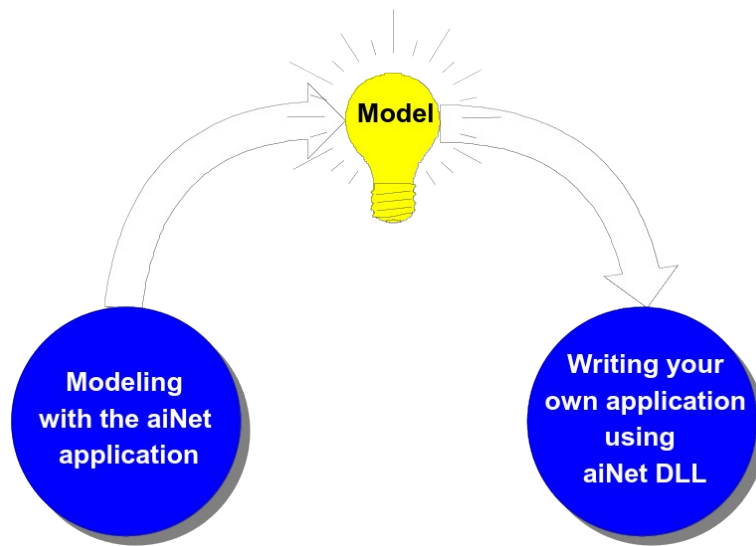 Model
Modeling
with the aiNet
application
Writing your
own application
using
aiNet DLL